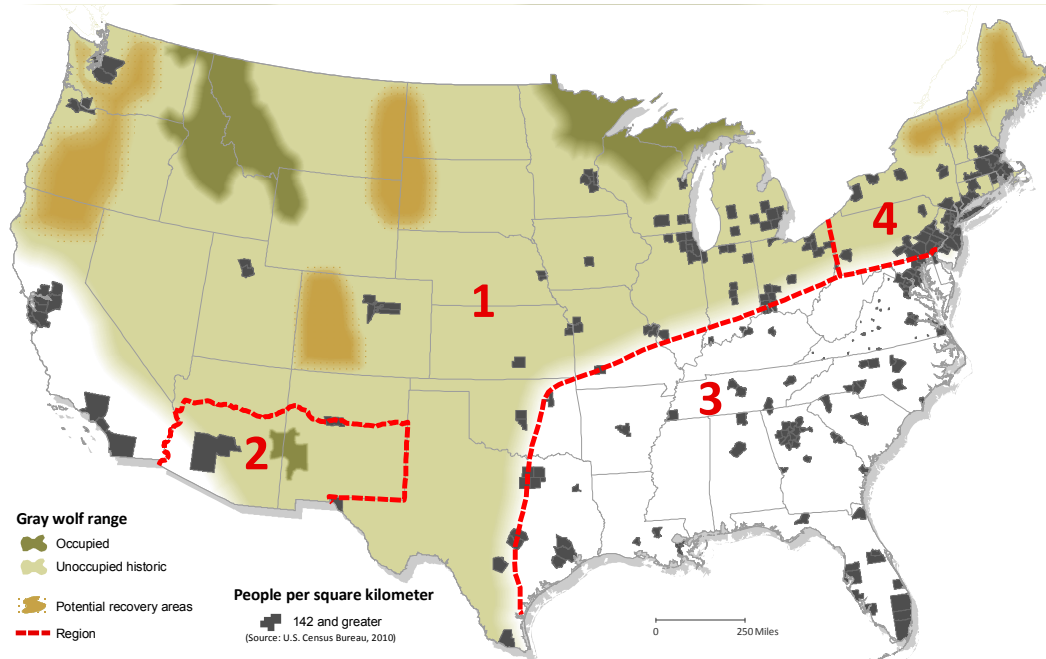 1
2
3
4
Gray wolf range
Occupied
Unoccupied historic
Potential recovery areas
Region
People per square kilometer
142 and greater
(Source: U.S. Census Bureau, 2010)
0 250 Miles